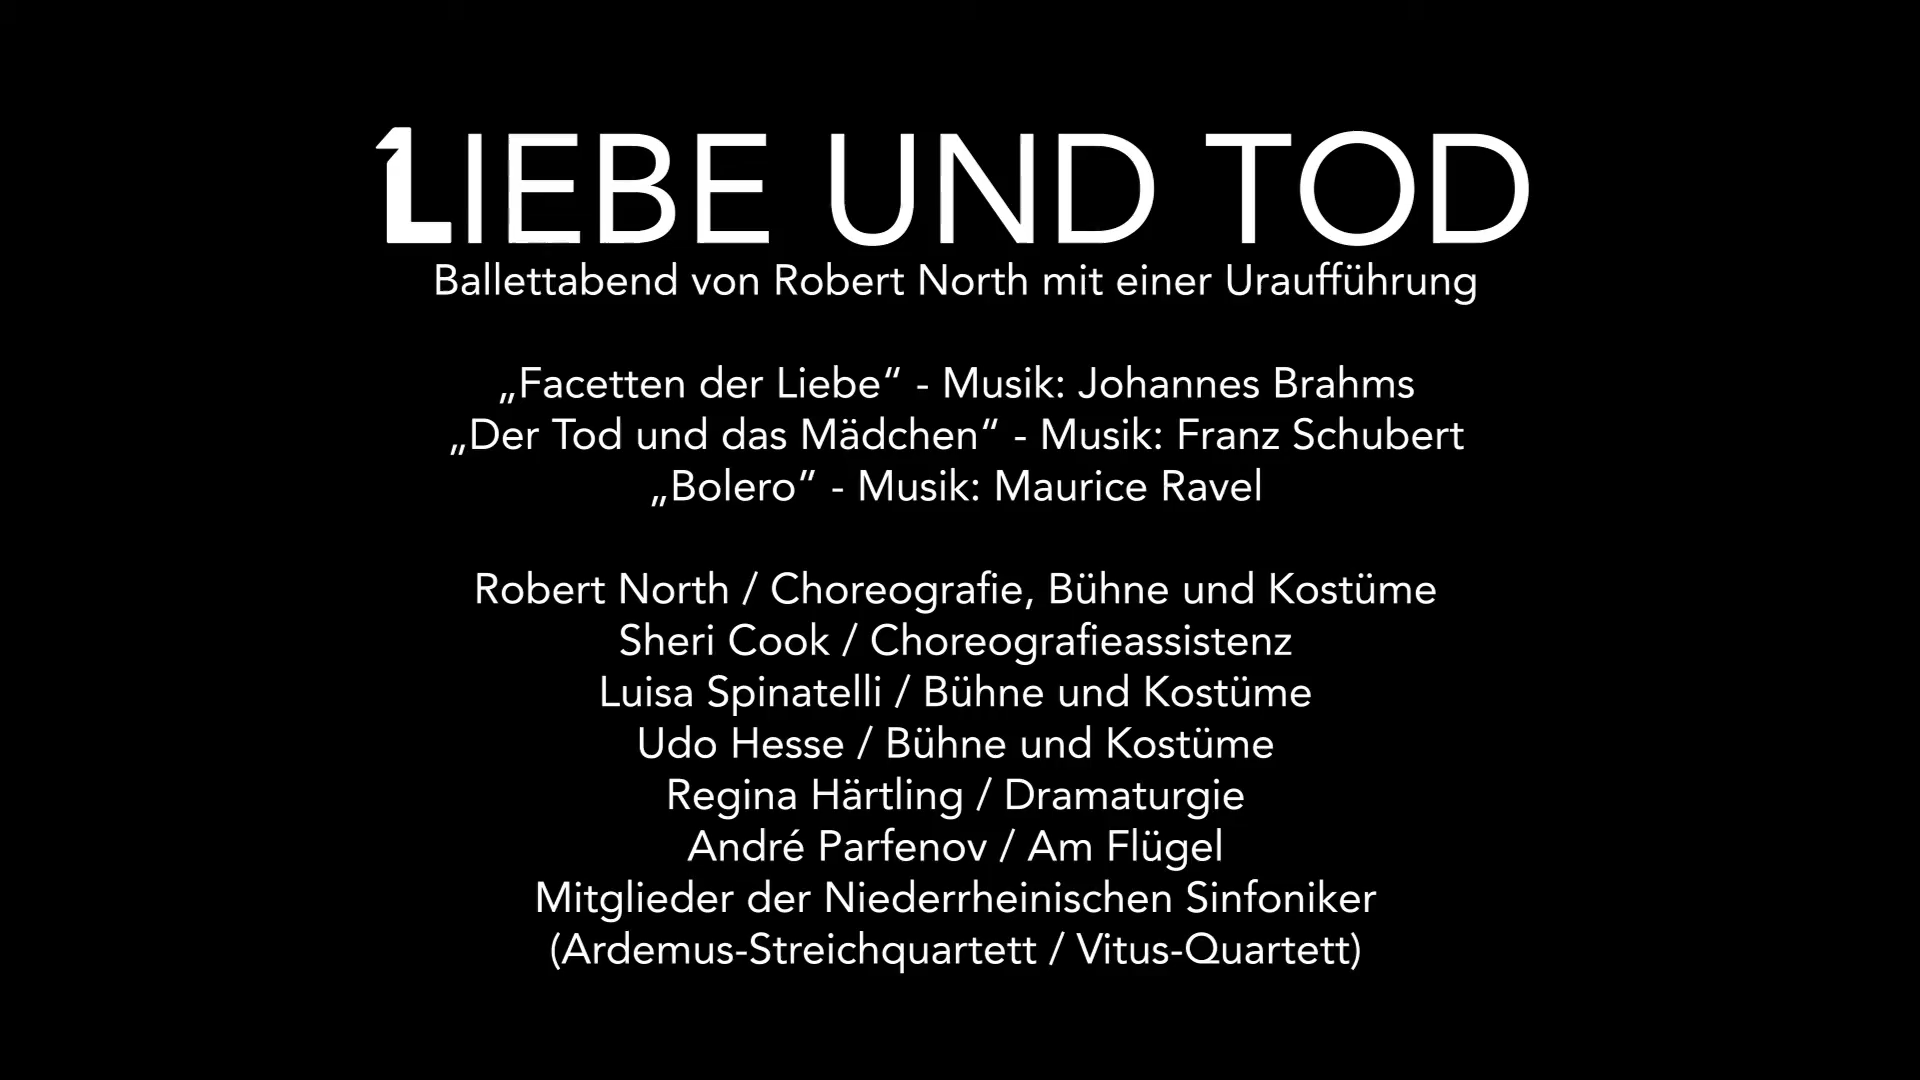 LIEBE UND TOD
Ballettabend von Robert North mit einer Uraufführung
„Facetten der Liebe“ - Musik: Johannes Brahms
„Der Tod und das Mädchen“ - Musik: Franz Schubert
„Bolero“ - Musik: Maurice Ravel
Robert North / Choreografie, Bühne und Kostüme
Sheri Cook / Choreografieassistenz
Luisa Spinatelli / Bühne und Kostüme
Udo Hesse / Bühne und Kostüme
Regina Härtling / Dramaturgie
André Parfenov / Am Flügel
Mitglieder der Niederrheinischen Sinfoniker
(Ardemus-Streichquartett / Vitus-Quartett)